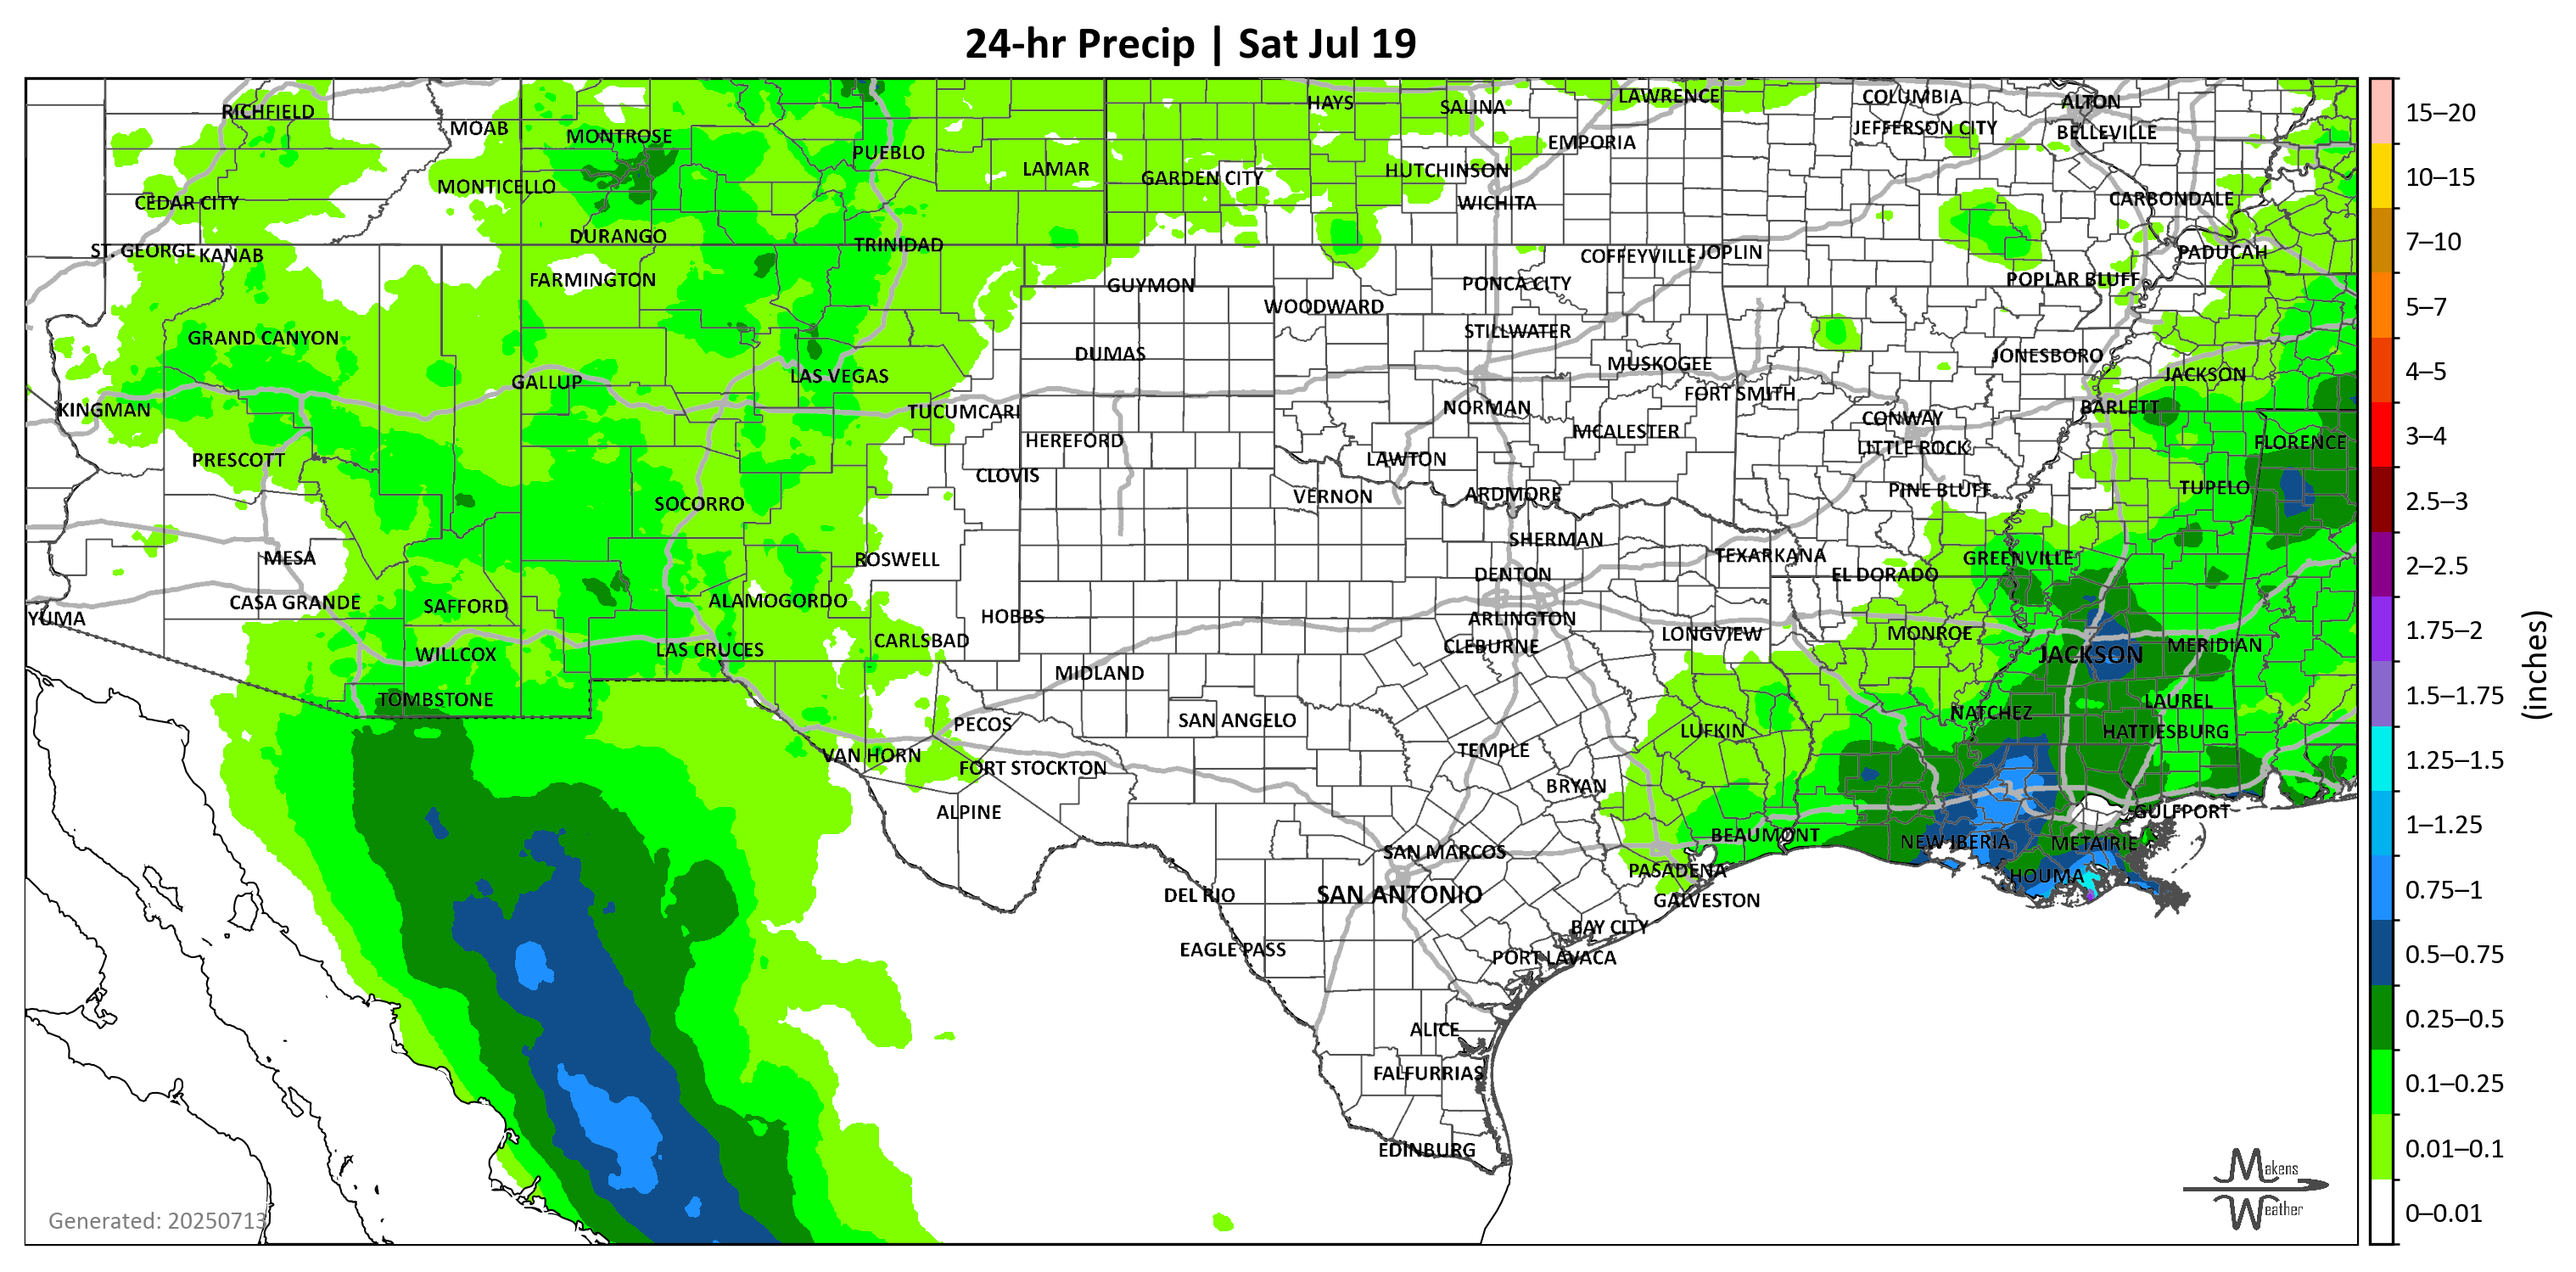 24-hr Precip | Sat Jul 19
RICHFIELD
MOAB
MONTROSE
PUEBLO
LAMAR
HAYS
SALINA
LAWRENCE
COLUMBIA
ALTON
JEFFERSON CITY
BELLEVILLE
EMPORIA
GARDEN CITY
HUTCHINSON
MONTICELLO
CEDAR CITY
WICHITA
CARBONDALE
DURANGO
TRINIDAD
ST. GEORGE
KANAB
COFFEYVILLE
JOPLIN
PADUCAH
FARMINGTON
GUYMON
PONCA CITY
POPLAR BLUFF
WOODWARD
GRAND CANYON
STILLWATER
DUMAS
MUSKOGEE
JONESBORO
JACKSON
GALLUP
LAS VEGAS
FORT SMITH
KINGMAN
TUCUMCARI
NORMAN
BARLETT
CONWAY
HEREFORD
MCALESTER
LITTLE ROCK
FLORENCE
PRESCOTT
CLOVIS
LAWTON
VERNON
ARDMORE
PINE BLUFF
TUPELO
SOCORRO
SHERMAN
MESA
ROSWELL
TEXARKANA
GREENVILLE
DENTON
EL DORADO
CASA GRANDE
SAFFORD
ALAMOGORDO
YUMA
HOBBS
ARLINGTON
CARLSBAD
LONGVIEW
MONROE
CLEBURNE
WILLCOX
LAS CRUCES
JACKSON
MERIDIAN
MIDLAND
TOMBSTONE
LAUREL
PECOS
SAN ANGELO
NATCHEZ
LUFKIN
HATTIESBURG
VAN HORN
TEMPLE
FORT STOCKTON
BRYAN
ALPINE
GULFPORT
BEAUMONT
NEW IBERIA
METAIRIE
SAN MARCOS
PASADENA
HOUMA
DEL RIO
SAN ANTONIO
GALVESTON
BAY CITY
EAGLE PASS
PORT LAVACA
ALICE
FALFURRIAS
EDINBURG
Generated: 20250713
Makens
Weather
15–20
10–15
7–10
5–7
4–5
3–4
2.5–3
2–2.5
1.75–2
1.5–1.75
1.25–1.5
1–1.25
0.75–1
0.5–0.75
0.25–0.5
0.1–0.25
0.01–0.1
0–0.01
(inches)